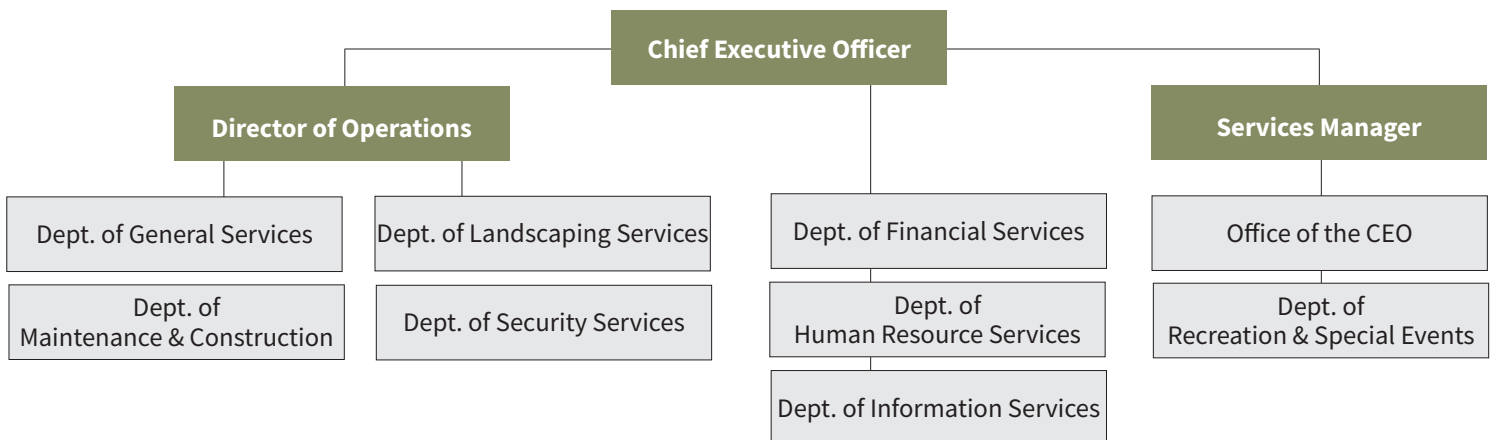 Chief Executive Officer
Director of Operations
Services Manager
Dept. of General Services
Dept. of Landscaping Services
Dept. of Financial Services
Office of the CEO
Dept. of
Maintenance & Construction
Dept. of Security Services
Dept. of
Human Resource Services
Dept. of
Recreation & Special Events
Dept. of Information Services